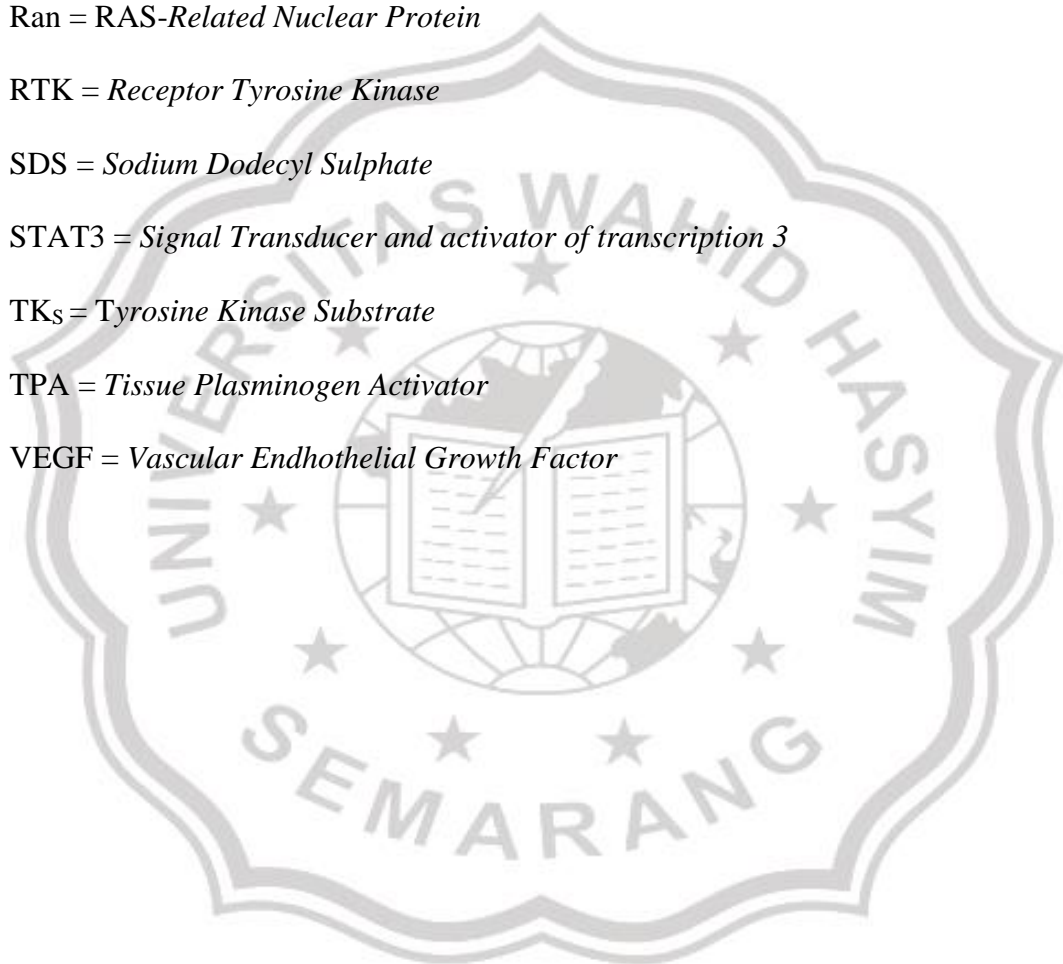 Ran = RAS-Related Nuclear Protein
RTK = Receptor Tyrosine Kinase
SDS = Sodium Dodecyl Sulphate
STAT3 = Signal Transducer and activator of transcription 3
TKS = Tyrosine Kinase Substrate
TPA = Tissue Plasminogen Activator
VEGF = Vascular Endhothelial Growth Factor
UNIVERSITAS WAHID HASYIM
SEMARANG